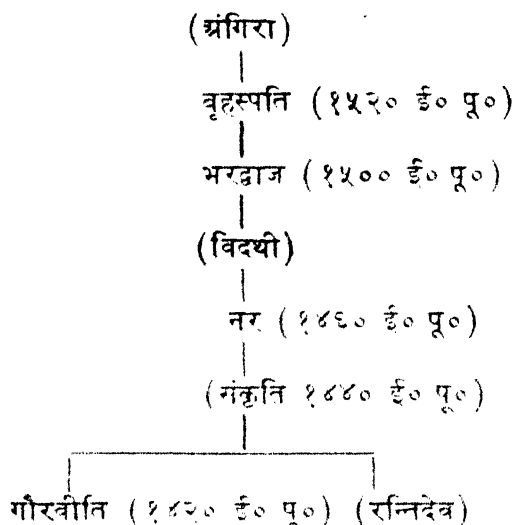 (अंगिरा)
वृहस्पति (१५२० ई० पू०)
भरद्वाज (१५०० ई० पू०)
(विदथी)
नर (१४६० ई० पू०)
(संकृति १४४० ई० पू०)
गौरवीति (१४२० ई० पू०) (रन्तिदेव)